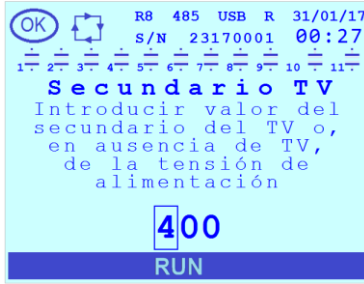 OK R8 485 USB R 31/01/17
S/N 23170001 00:27
1 2 3 4 5 6 7 8 9 10 11
Secundario TV
Introducir valor del
secundario del TV o,
en ausencia de TV,
de la tensión de
alimentación
400
RUN